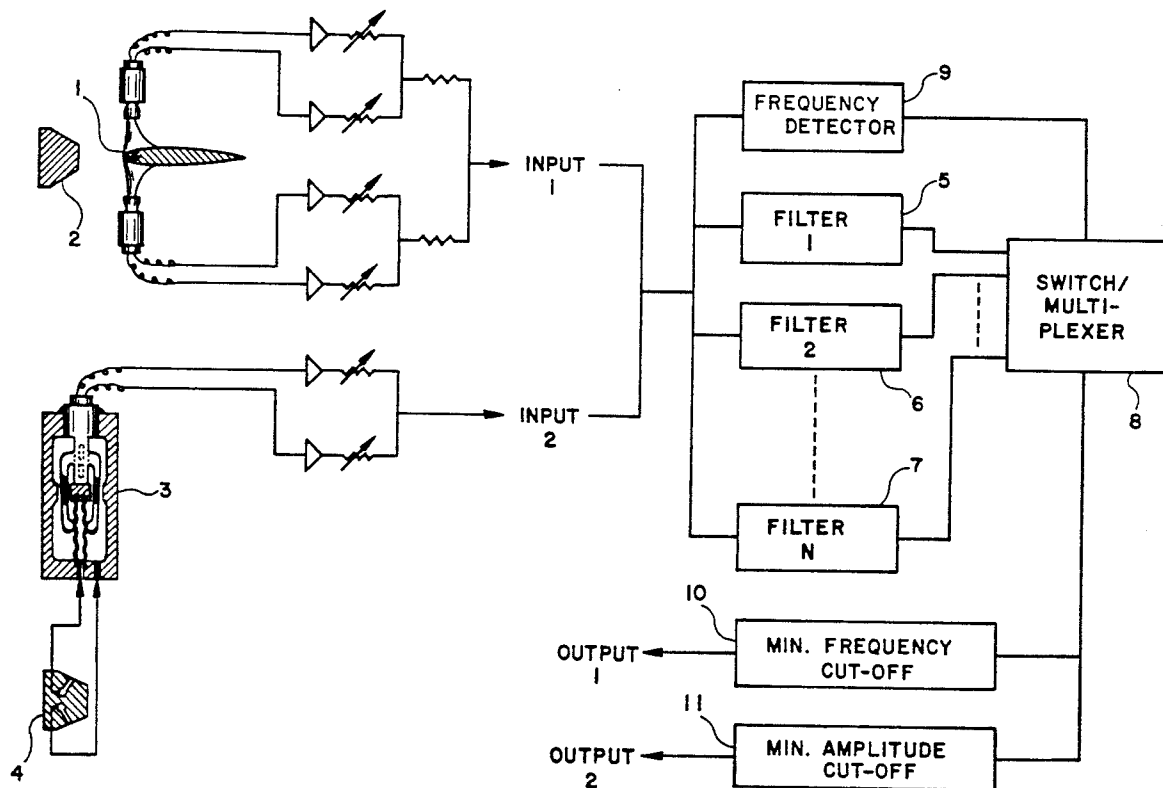 1
2
INPUT
1
9
FREQUENCY
DETECTOR
5
FILTER
1
SWITCH/
MULTI-
PLEXER
8
FILTER
2
6
INPUT
2
3
7
FILTER
N
4
10
OUTPUT
1
MIN. FREQUENCY
CUT-OFF
11
OUTPUT
2
MIN. AMPLITUDE
CUT-OFF